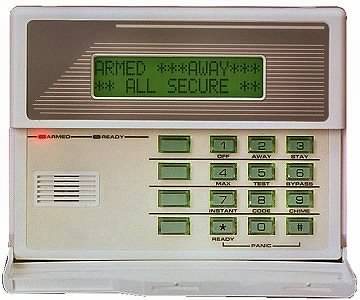 ARMED ***AWAY***
** ALL SECURE **
ARMED READY
1 2 3
OFF AWAY STAY
4 5 6
MAX TEST BYPASS
7 8 9
INSTANT CODE CHIME
* 0 #
READY
PANIC